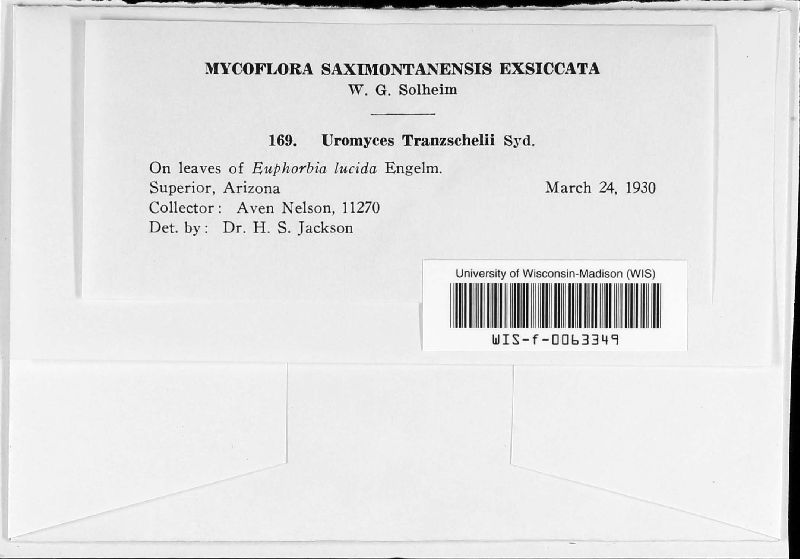 MYCOFLORA SAXIMONTANENSIS EXSICCATA
W. G. Solheim
169. Uromyces Tranzschelii Syd.
On leaves of Euphorbia lucida Engelm.
Superior, Arizona March 24, 1930
Collector: Aven Nelson, 11270
Det. by: Dr. H. S. Jackson
University of Wisconsin-Madison (WIS)
WIS-f-0063349